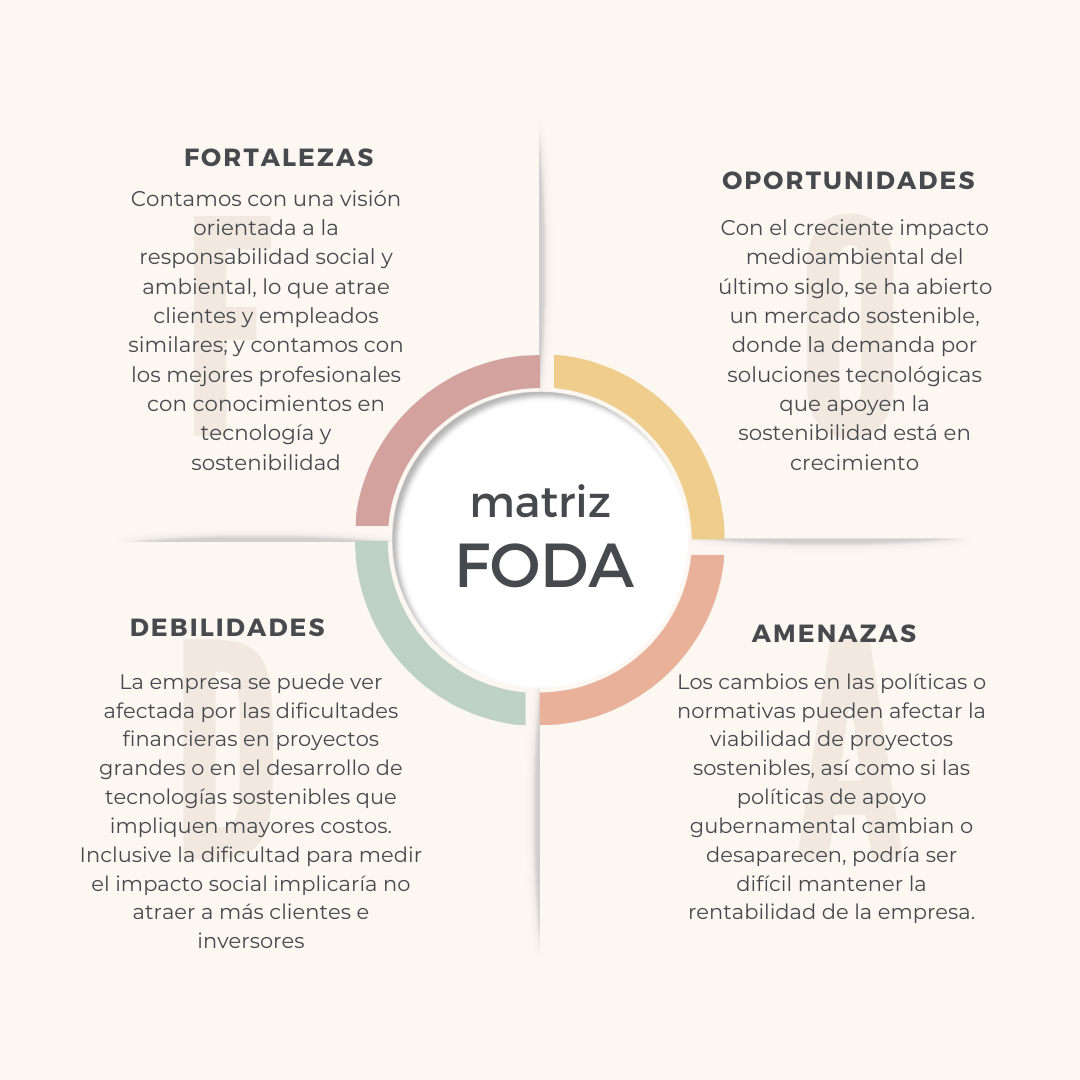 FORTALEZAS
Contamos con una visión
orientada a la
responsabilidad social y
ambiental, lo que atrae
clientes y empleados
similares; y contamos con
los mejores profesionales
con conocimientos en
tecnología y
sostenibilidad
F
OPORTUNIDADES
Con el creciente impacto
medioambiental del
último siglo, se ha abierto
un mercado sostenible,
donde la demanda por
soluciones tecnológicas
que apoyen la
sostenibilidad está en
crecimiento
O
matriz
FODA
DEBILIDADES
La empresa se puede ver
afectada por las dificultades
financieras en proyectos
grandes o en el desarrollo de
tecnologías sostenibles que
impliquen mayores costos.
Inclusive la dificultad para medir
el impacto social implicaría no
atraer a más clientes e
inversores
D
AMENAZAS
Los cambios en las políticas o
normativas pueden afectar la
viabilidad de proyectos
sostenibles, así como si las
políticas de apoyo
gubernamental cambian o
desaparecen, podría ser
difícil mantener la
rentabilidad de la empresa.
A